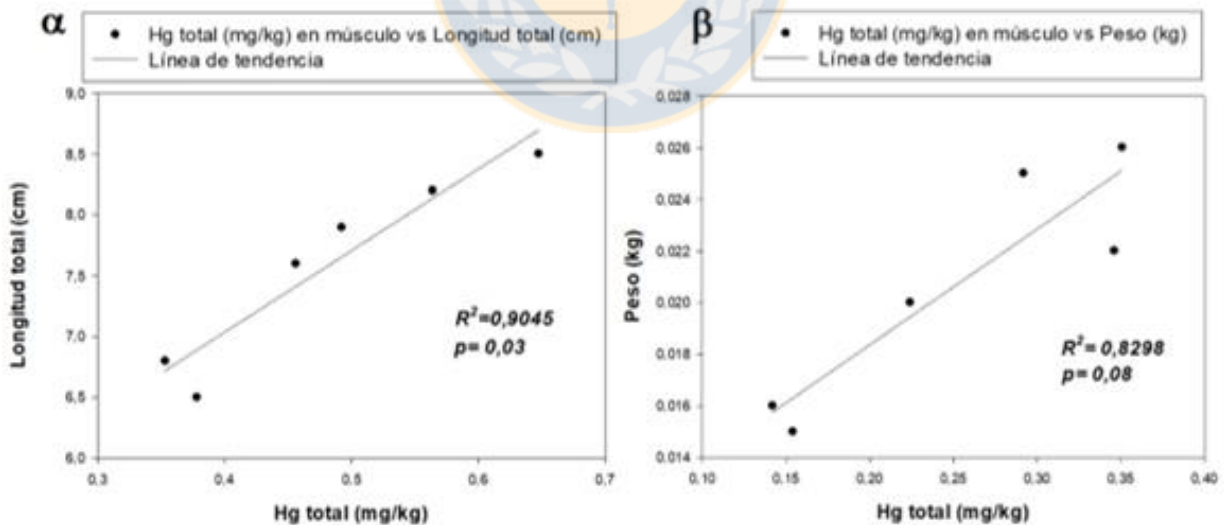 α
Hg total (mg/kg) en músculo vs Longitud total (cm)
Línea de tendencia
9,0
8,5
8,0
7,5
7,0
6,5
6,0
Longitud total (cm)
R²=0,9045
p= 0,03
0,3 0,4 0,5 0,6 0,7
Hg total (mg/kg)
β
Hg total (mg/kg) en músculo vs Peso (kg)
Línea de tendencia
0,028
0,026
0,024
0,022
0,020
0,018
0,016
0.014
Peso (kg)
R²= 0,8298
p= 0,08
0,10 0,15 0,20 0,25 0,30 0,35 0,40
Hg total (mg/kg)